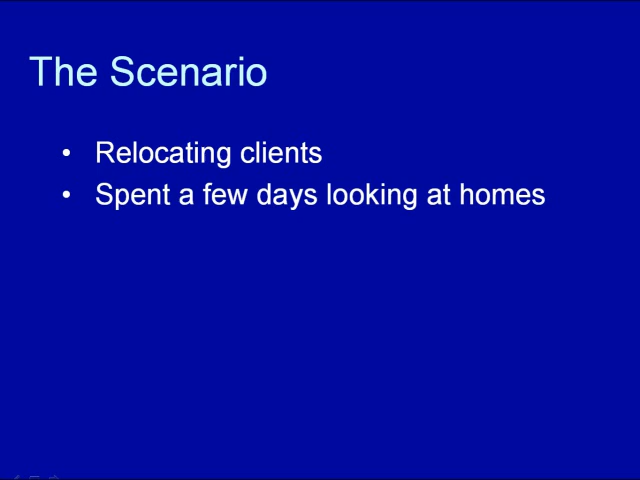 The Scenario
• Relocating clients
• Spent a few days looking at homes